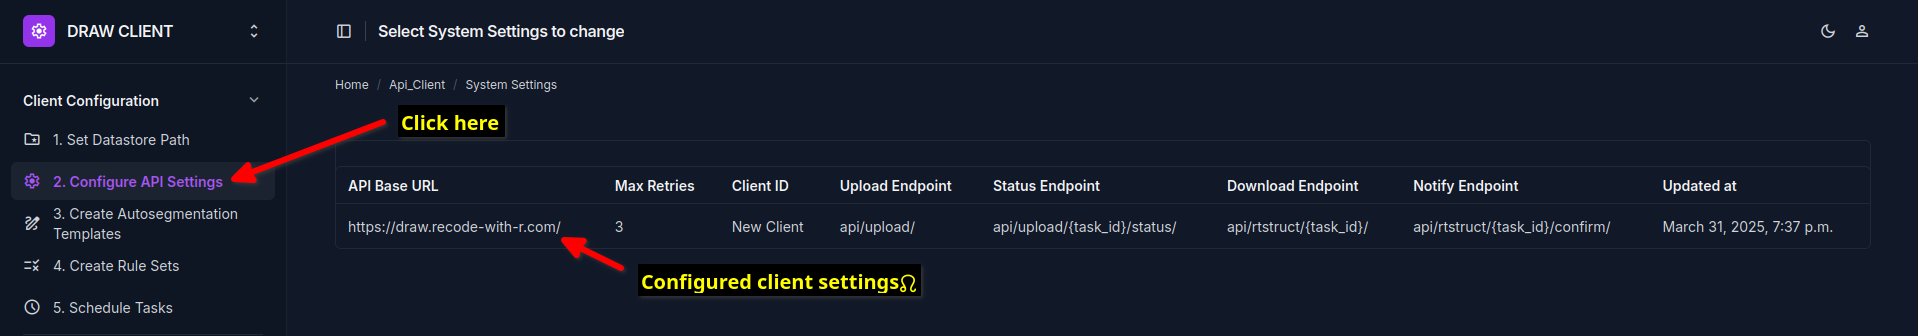 DRAW CLIENT
Select System Settings to change
Home / Api_Client / System Settings
Client Configuration
1. Set Datastore Path
2. Configure API Settings
3. Create Autosegmentation
Templates
4. Create Rule Sets
5. Schedule Tasks
Click here
API Base URL Max Retries Client ID Upload Endpoint Status Endpoint Download Endpoint Notify Endpoint Updated at
https://draw.recode-with-r.com/ 3 New Client api/upload/ api/upload/{task_id}/status/ api/rtstruct/{task_id}/ api/rtstruct/{task_id}/confirm/ March 31, 2025, 7:37 p.m.
Configured client settings☊